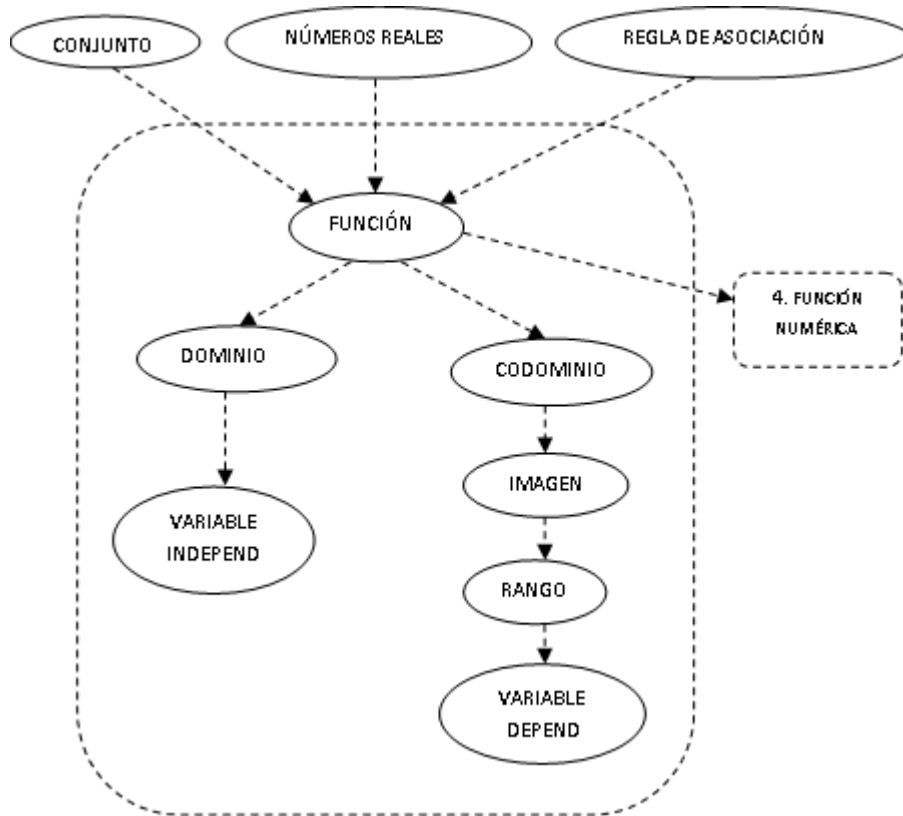 CONJUNTO
NÚMEROS REALES
REGLA DE ASOCIACIÓN
FUNCIÓN
4. FUNCIÓN
NUMÉRICA
DOMINIO
CODOMINIO
IMAGEN
VARIABLE
INDEPEND
RANGO
VARIABLE
DEPEND